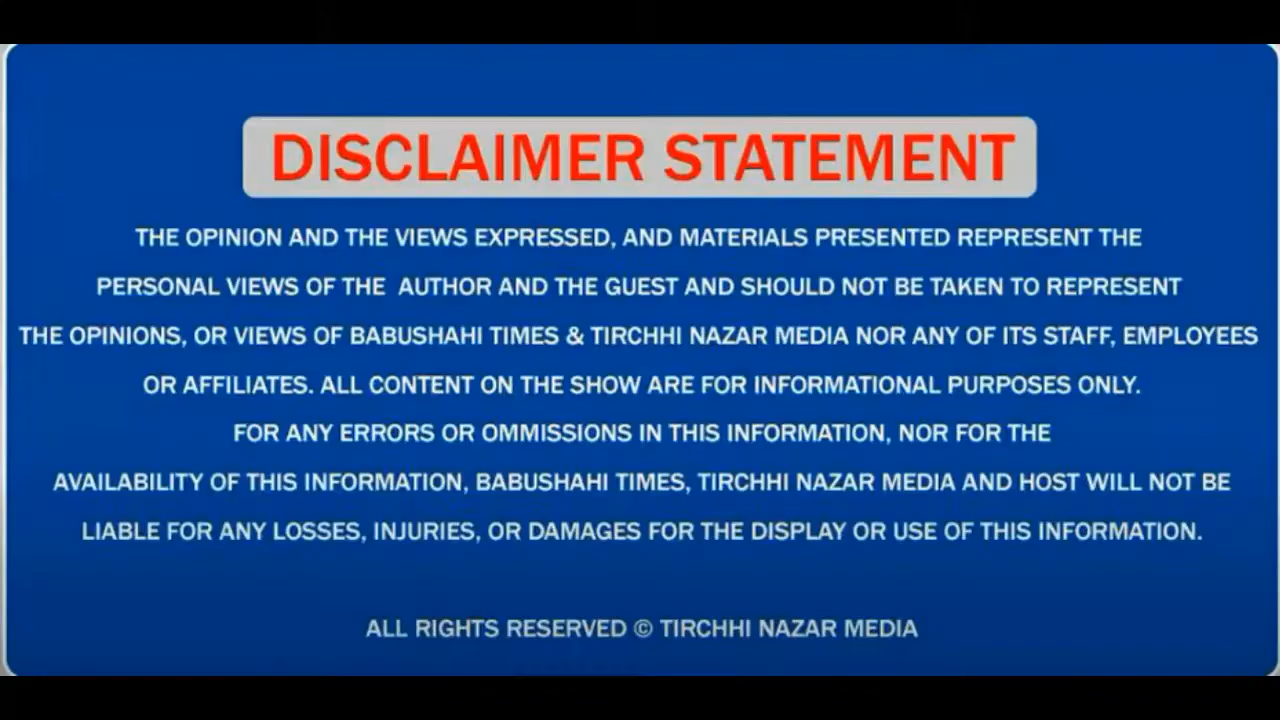 DISCLAIMER STATEMENT
THE OPINION AND THE VIEWS EXPRESSED, AND MATERIALS PRESENTED REPRESENT THE
PERSONAL VIEWS OF THE AUTHOR AND THE GUEST AND SHOULD NOT BE TAKEN TO REPRESENT
THE OPINIONS, OR VIEWS OF BABUSHAHI TIMES & TIRCHHI NAZAR MEDIA NOR ANY OF ITS STAFF, EMPLOYEES
OR AFFILIATES. ALL CONTENT ON THE SHOW ARE FOR INFORMATIONAL PURPOSES ONLY.
FOR ANY ERRORS OR OMMISSIONS IN THIS INFORMATION, NOR FOR THE
AVAILABILITY OF THIS INFORMATION, BABUSHAHI TIMES, TIRCHHI NAZAR MEDIA AND HOST WILL NOT BE
LIABLE FOR ANY LOSSES, INJURIES, OR DAMAGES FOR THE DISPLAY OR USE OF THIS INFORMATION.
ALL RIGHTS RESERVED © TIRCHHI NAZAR MEDIA